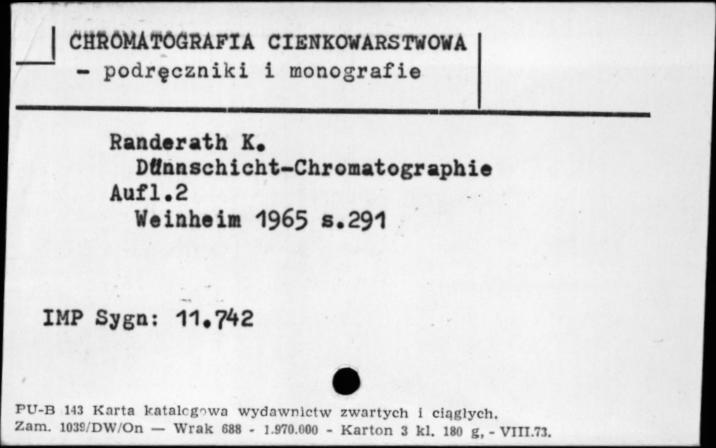 CHROMATOGRAFIA CIENKOWARSTWOWA
- podręczniki i monografie
Randerath K.
Dünnschicht-Chromatographie
Aufl.2
Weinheim 1965 s.291
IMP Sygn: 11.742
PU-B 143 Karta katalogowa wydawnictw zwartych i ciągłych.
Zam. 1039/DW/On — Wrak 688 - 1.970.000 - Karton 3 kl. 180 g, - VIII.73.